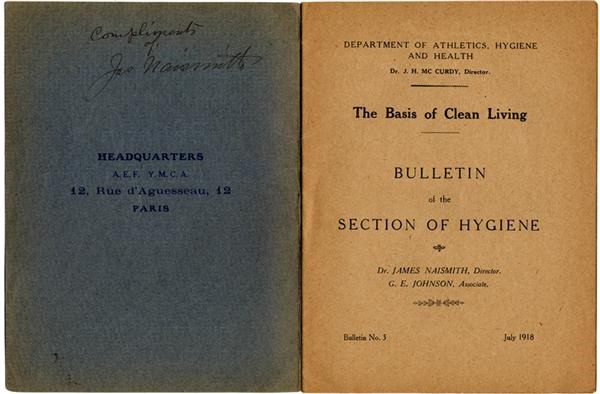 Compliments
of
Jas Naismith
HEADQUARTERS
A.E.F. Y.M.C.A.
12, Rue d'Aguesseau, 12
PARIS
DEPARTMENT OF ATHLETICS, HYGIENE
AND HEALTH
Dr. J. H. MC CURDY, Director.
The Basis of Clean Living
BULLETIN
of the
SECTION OF HYGIENE
Dr. JAMES NAISMITH, Director.
G. E. JOHNSON, Associate.
Bulletin No. 3
July 1918